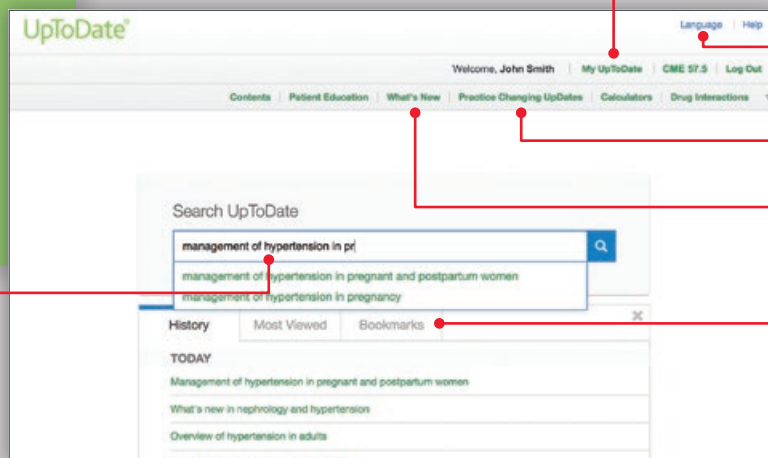 UpToDate®
Language | Help
Welcome, John Smith | My UpToDate | CME 57.5 | Log Out
Contents | Patient Education | What's New | Practice Changing UpDates | Calculators | Drug Interactions
Search UpToDate
management of hypertension in pr
management of hypertension in pregnant and postpartum women
management of hypertension in pregnancy
History Most Viewed Bookmarks
TODAY
Management of hypertension in pregnant and postpartum women
What's new in nephrology and hypertension
Overview of hypertension in adults